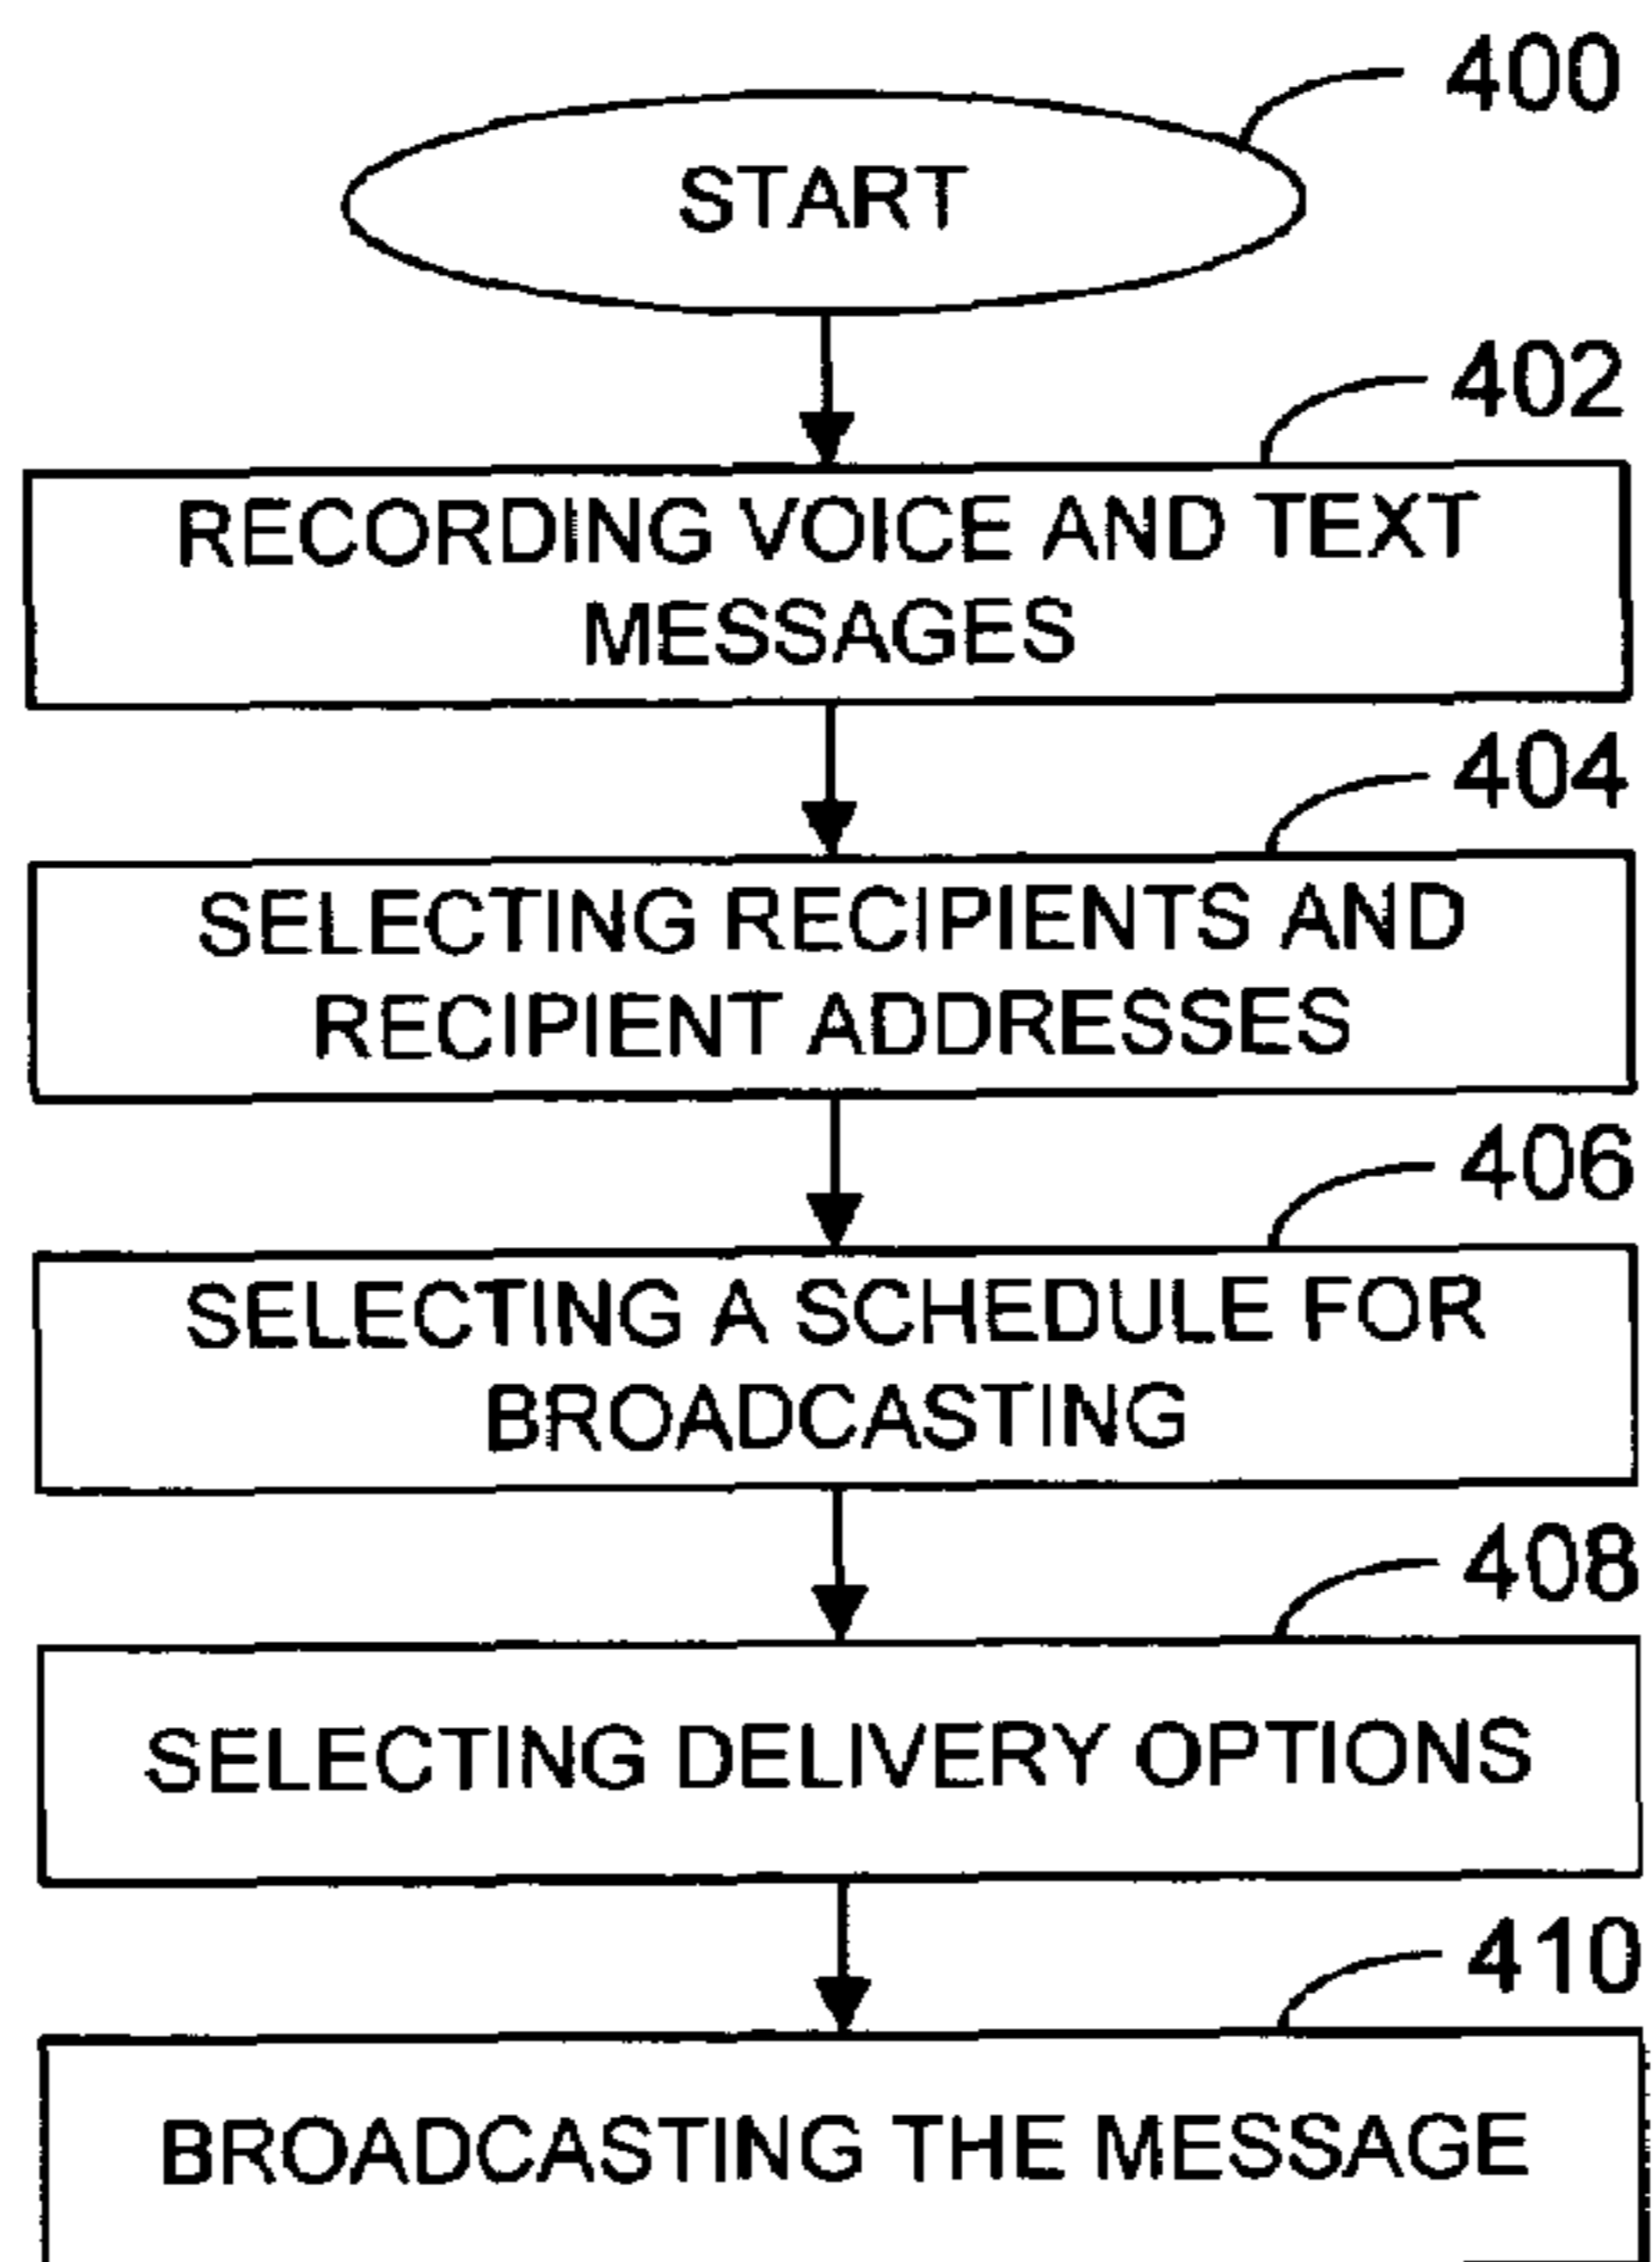 400
START
402
RECORDING VOICE AND TEXT
MESSAGES
404
SELECTING RECIPIENTS AND
RECIPIENT ADDRESSES
406
SELECTING A SCHEDULE FOR
BROADCASTING
408
SELECTING DELIVERY OPTIONS
410
BROADCASTING THE MESSAGE